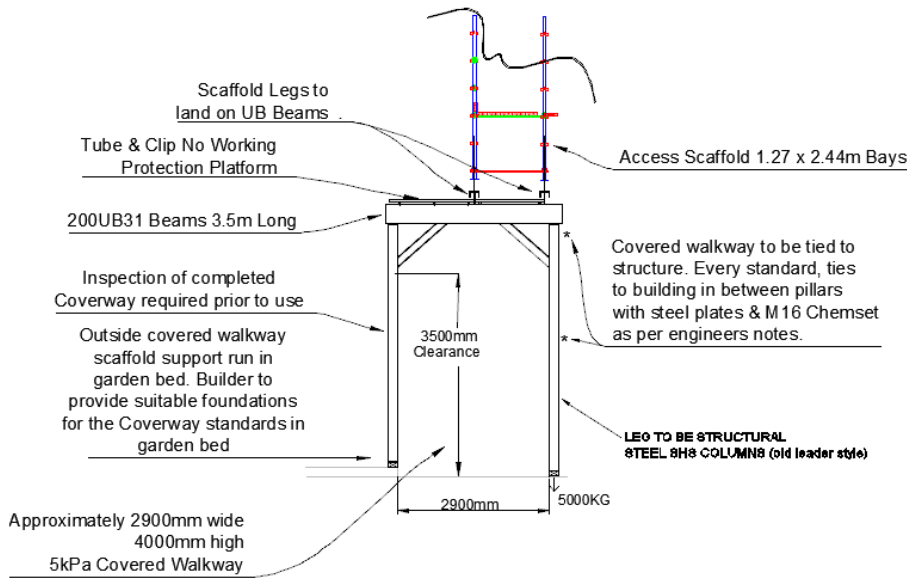 Scaffold Legs to
land on UB Beams .
Tube & Clip No Working
Protection Platform
200UB31 Beams 3.5m Long
Inspection of completed
Coverway required prior to use
Outside covered walkway
scaffold support run in
garden bed. Builder to
provide suitable foundations
for the Coverway standards in
garden bed
Approximately 2900mm wide
4000mm high
5kPa Covered Walkway
3500mm
Clearance
2900mm
5000KG
Access Scaffold 1.27 x 2.44m Bays
*
Covered walkway to be tied to
structure. Every standard, ties
to building in between pillars
with steel plates & M16 Chemset
as per engineers notes.
*
LEG TO BE STRUCTURAL
STEEL SHS COLUMNS (old leader style)